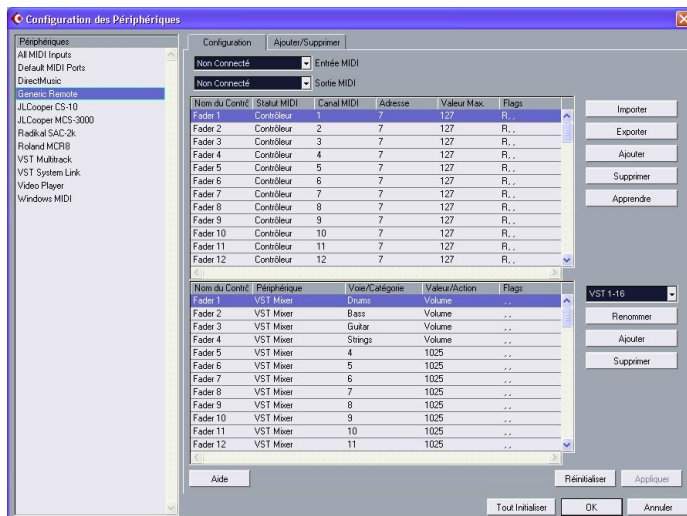 Configuration des Périphériques
Périphériques
All MIDI Inputs
Default MIDI Ports
DirectMusic
Generic Remote
JLCooper CS-10
JLCooper MCS-3000
Radikal SAC-2k
Roland MCR8
VST Multitrack
VST System Link
Video Player
Windows MIDI
Configuration Ajouter/Supprimer
Non Connecté Entrée MIDI
Non Connecté Sortie MIDI
Nom du Contrĉ Statut MIDI Canal MIDI Adresse Valeur Max. Flags
Fader 1 Contrôleur 1 7 127 R, ,
Fader 2 Contrôleur 2 7 127 R, ,
Fader 3 Contrôleur 3 7 127 R, ,
Fader 4 Contrôleur 4 7 127 R, ,
Fader 5 Contrôleur 5 7 127 R, ,
Fader 6 Contrôleur 6 7 127 R, ,
Fader 7 Contrôleur 7 7 127 R, ,
Fader 8 Contrôleur 8 7 127 R, ,
Fader 9 Contrôleur 9 7 127 R, ,
Fader 10 Contrôleur 10 7 127 R, ,
Fader 11 Contrôleur 11 7 127 R, ,
Fader 12 Contrôleur 12 7 127 R, ,
Importer
Exporter
Ajouter
Supprimer
Apprendre
Nom du Contrĉ Périphérique Voie/Catégorie Valeur/Action Flags
Fader 1 VST Mixer Drums Volume , ,
Fader 2 VST Mixer Bass Volume , ,
Fader 3 VST Mixer Guitar Volume , ,
Fader 4 VST Mixer Strings Volume , ,
Fader 5 VST Mixer 4 1025 , ,
Fader 6 VST Mixer 5 1025 , ,
Fader 7 VST Mixer 6 1025 , ,
Fader 8 VST Mixer 7 1025 , ,
Fader 9 VST Mixer 8 1025 , ,
Fader 10 VST Mixer 9 1025 , ,
Fader 11 VST Mixer 10 1025 , ,
Fader 12 VST Mixer 11 1025 , ,
VST 1-16
Renommer
Ajouter
Supprimer
Aide Réinitialiser Appliquer
Tout Initialiser OK Annuler